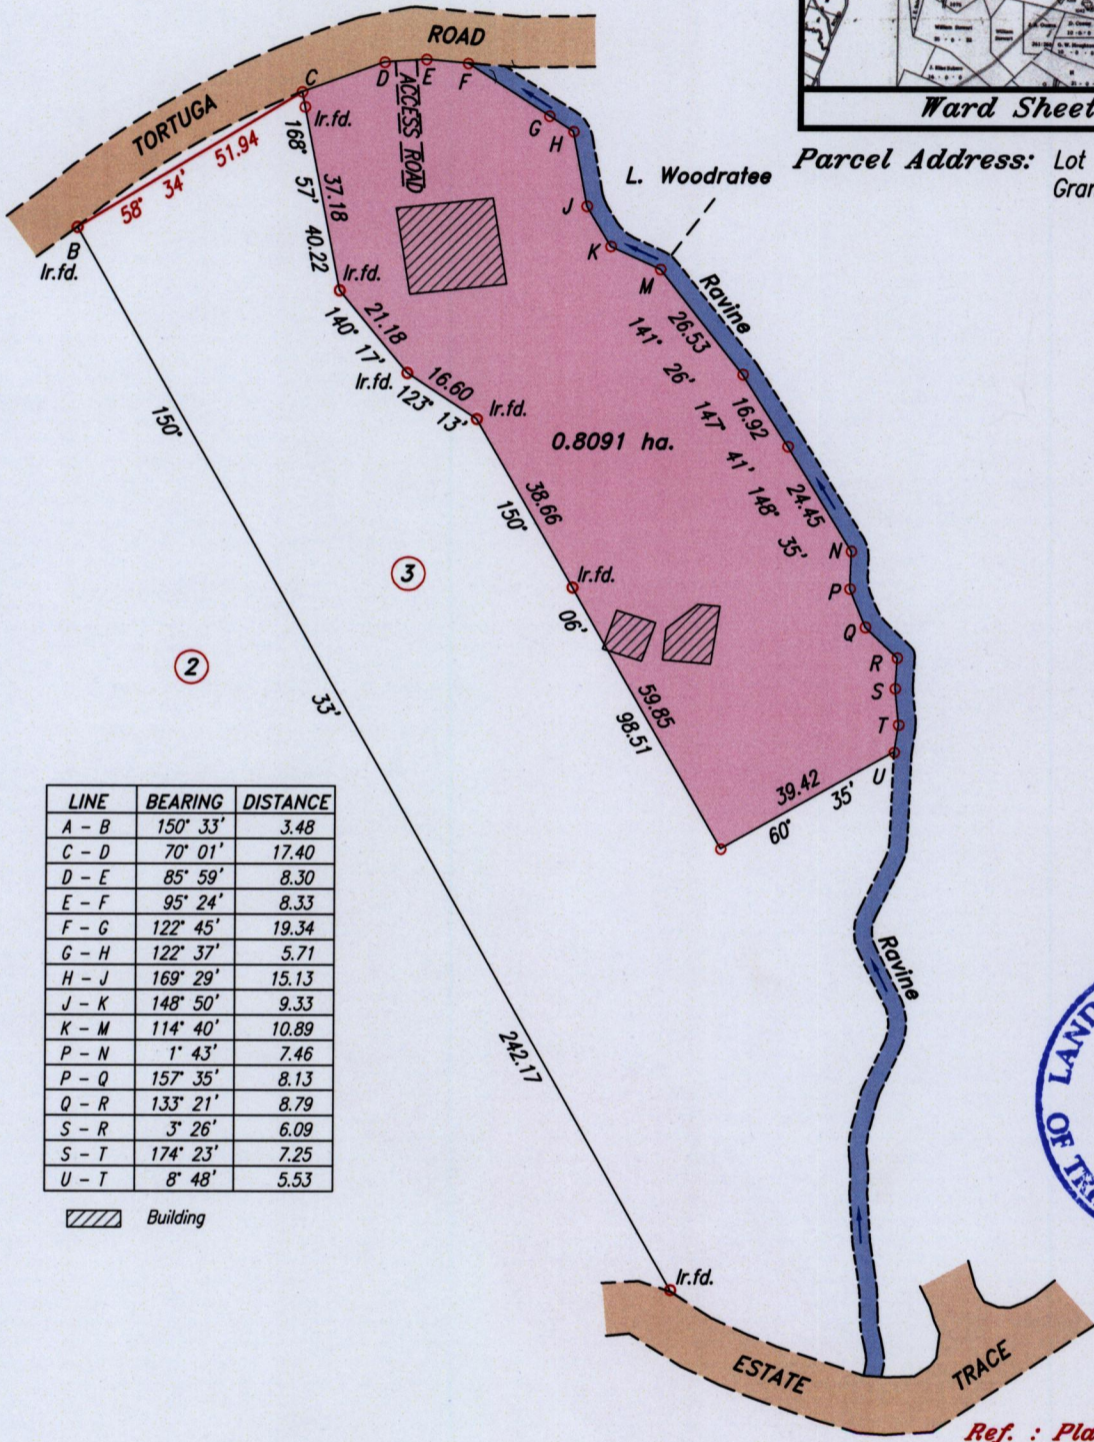 ROAD
TORTUGA
C
D
E
F
ACCESS ROAD
Ward Sheet
Parcel Address: Lot
Gran
B
Ir.fd.
58° 34' 51.94
Ir.fd.
168° 57'
37.18
40.22
G
H
J
K
M
L. Woodratee
Ravine
Ir.fd.
21.18
140° 17'
Ir.fd.
16.60
123° 13'
Ir.fd.
26.53
141° 26'
16.92
147° 41'
24.45
148° 35'
0.8091 ha.
38.66
150° 06'
Ir.fd.
59.85
98.51
N
P
Q
R
S
T
U
39.42
60° 35'
150° 33'
242.17
3
2
LINE BEARING DISTANCE
A - B 150° 33' 3.48
C - D 70° 01' 17.40
D - E 85° 59' 8.30
E - F 95° 24' 8.33
F - G 122° 45' 19.34
G - H 122° 37' 5.71
H - J 169° 29' 15.13
J - K 148° 50' 9.33
K - M 114° 40' 10.89
P - N 1° 43' 7.46
P - Q 157° 35' 8.13
Q - R 133° 21' 8.79
S - R 3° 26' 6.09
S - T 174° 23' 7.25
U - T 8° 48' 5.53
Building
Ravine
OF LAND
Ir.fd.
ESTATE
TRACE
Ref. : Pla